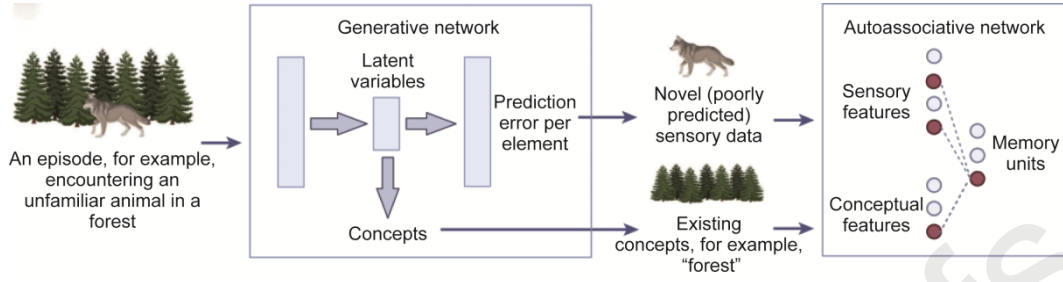 Generative network
Autoassociative network
Latent
variables
Prediction
error per
element
Novel (poorly
predicted)
sensory data
Sensory
features
Memory
units
An episode, for example,
encountering an
unfamiliar animal in a
forest
Concepts
Existing
concepts, for example,
“forest”
Conceptual
features